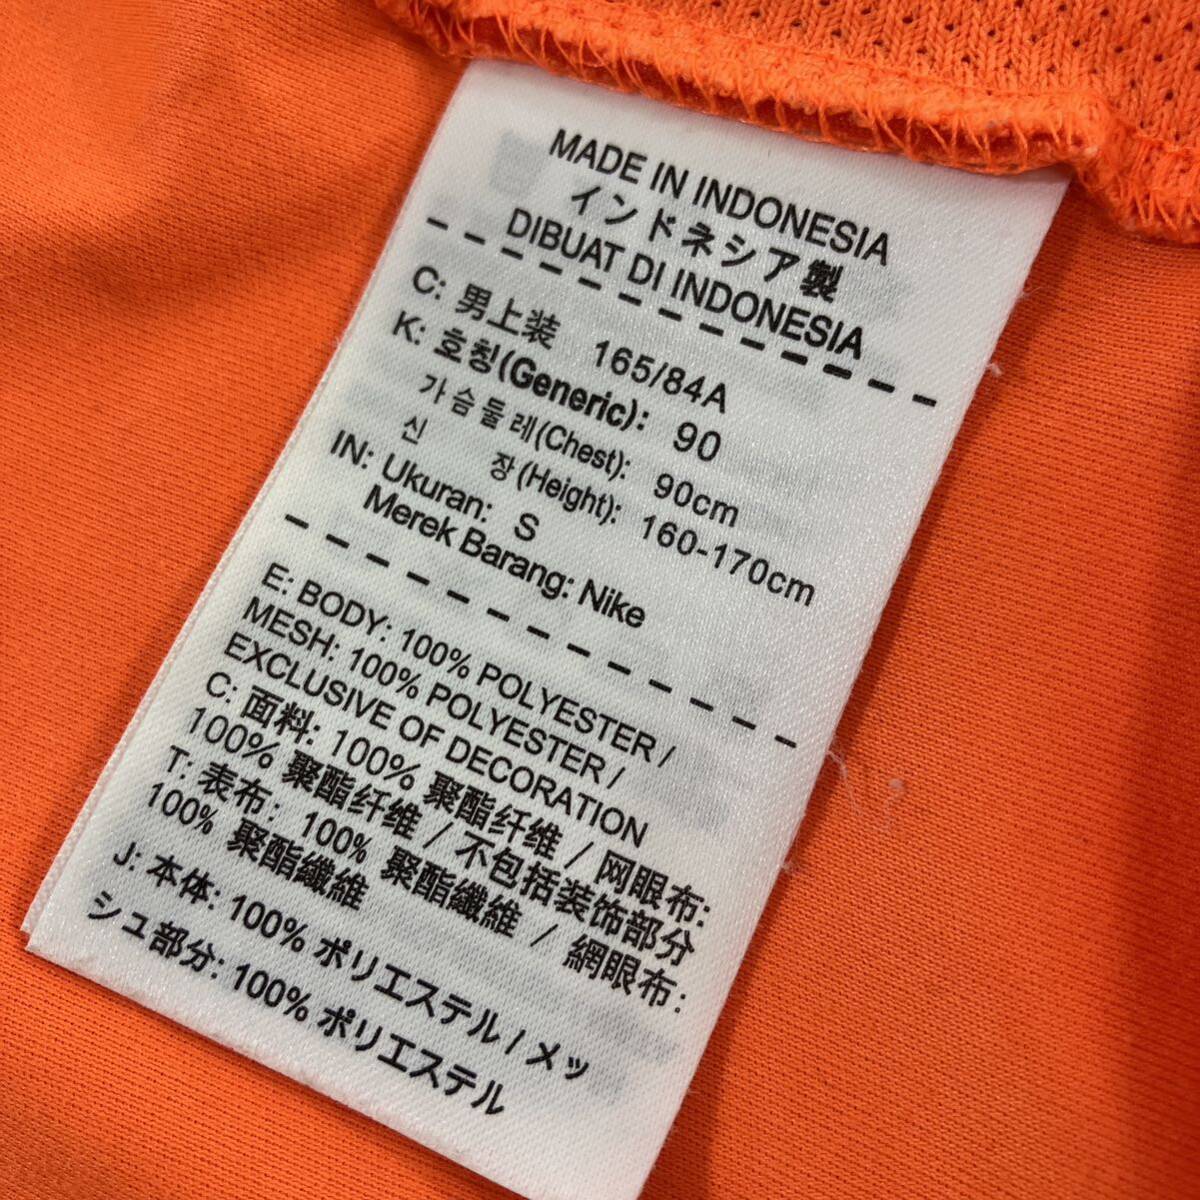 MADE IN INDONESIA
インドネシア製
DIBUAT DI INDONESIA
C: 男上装 165/84A
K: 호칭(Generic): 90
가슴둘레(Chest): 90cm
신 장(Height): 160-170cm
IN: Ukuran: S
Merek Barang: Nike
E: BODY: 100% POLYESTER /
MESH: 100% POLYESTER /
EXCLUSIVE OF DECORATION
C: 面料: 100% 聚酯纤维 / 网眼布:
100% 聚酯纤维 / 不包括装饰部分
T: 表布: 100% 聚酯纖維 / 網眼布:
100% 聚酯纖維
J: 本体: 100% ポリエステル / メッ
シュ部分: 100% ポリエステル